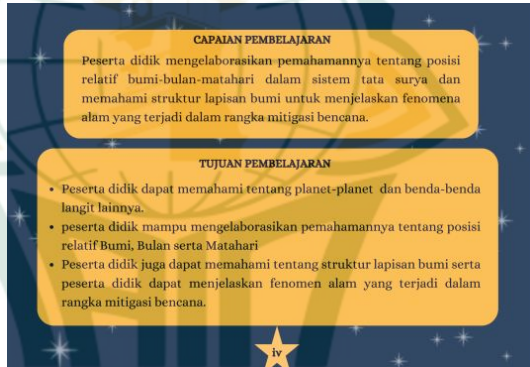 CAPAIAN PEMBELAJARAN
Peserta didik mengelaborasikan pemahamannya tentang posisi
relatif bumi-bulan-matahari dalam sistem tata surya dan
memahami struktur lapisan bumi untuk menjelaskan fenomena
alam yang terjadi dalam rangka mitigasi bencana.
TUJUAN PEMBELAJARAN
• Peserta didik dapat memahami tentang planet-planet dan benda-benda
langit lainnya.
• peserta didik mampu mengelaborasikan pemahamannya tentang posisi
relatif Bumi, Bulan serta Matahari
• Peserta didik juga dapat memahami tentang struktur lapisan bumi serta
peserta didik dapat menjelaskan fenomen alam yang terjadi dalam
rangka mitigasi bencana.
iv